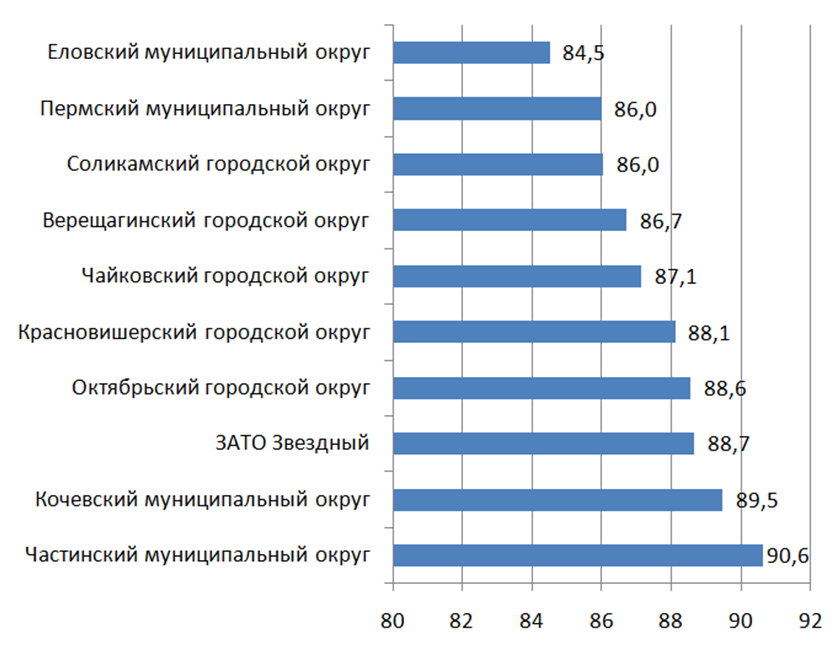 Еловский муниципальный округ 84,5
Пермский муниципальный округ 86,0
Соликамский городской округ 86,0
Верещагинский городской округ 86,7
Чайковский городской округ 87,1
Красновишерский городской округ 88,1
Октябрьский городской округ 88,6
ЗАТО Звездный 88,7
Кочевский муниципальный округ 89,5
Частинский муниципальный округ 90,6
80 82 84 86 88 90 92